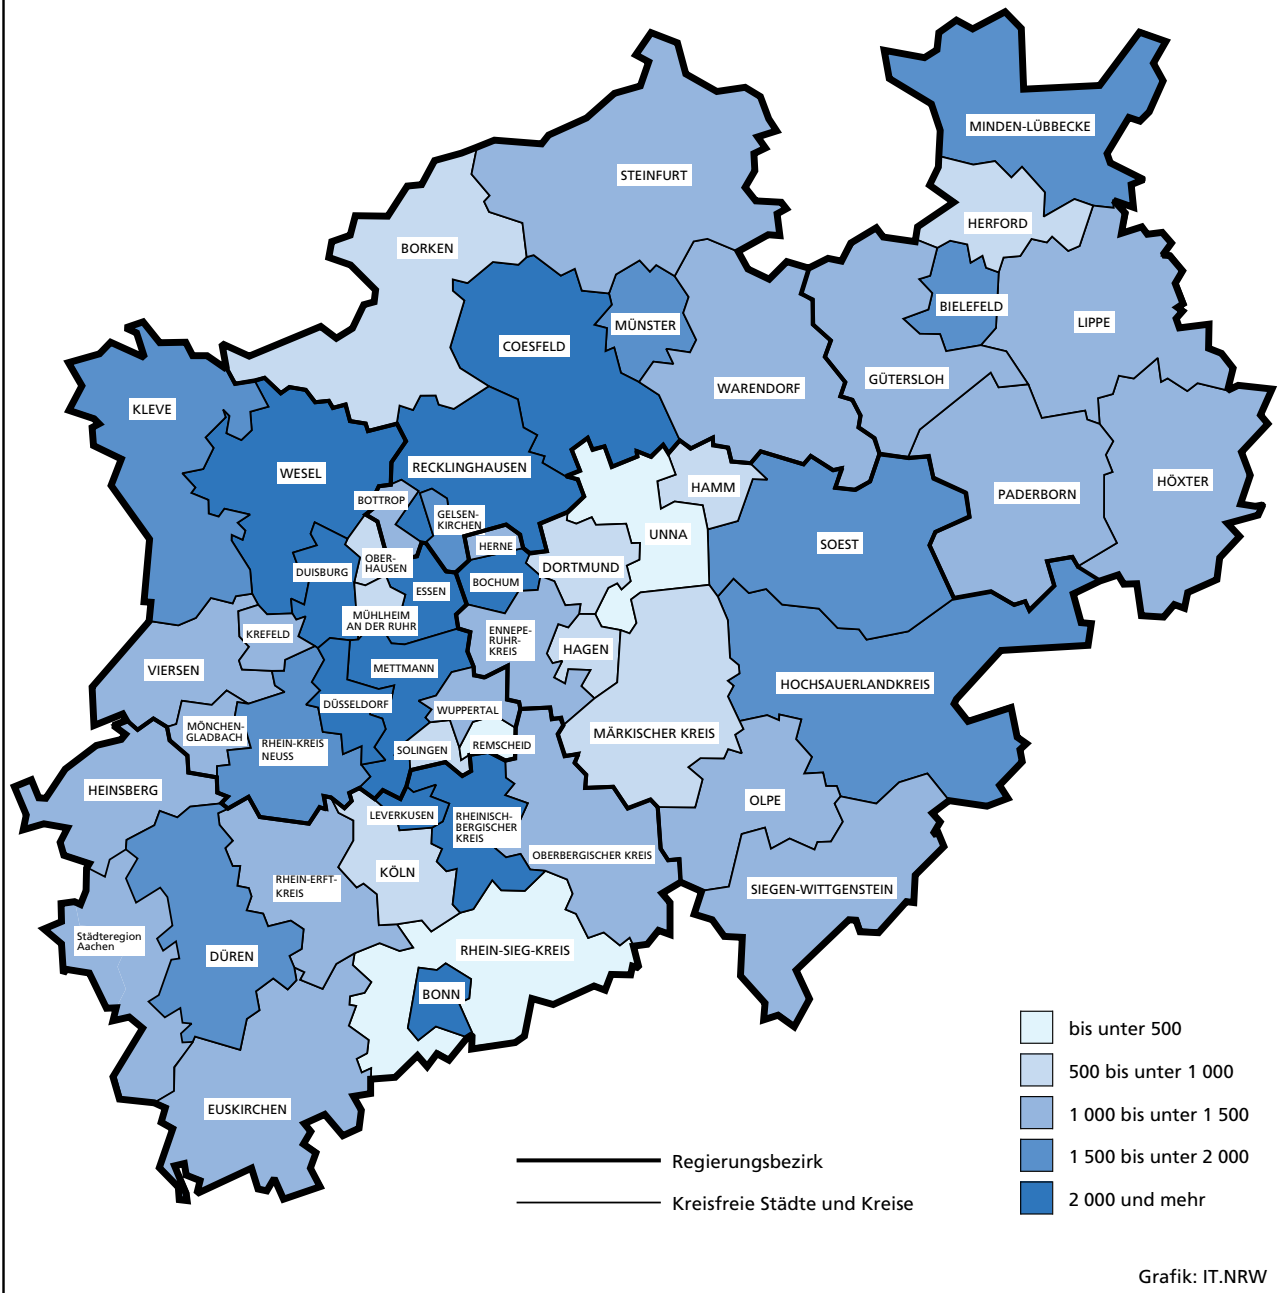 MINDEN-LÜBBECKE
STEINFURT
HERFORD
BORKEN
BIELEFELD
MÜNSTER
LIPPE
COESFELD
GÜTERSLOH
WARENDORF
KLEVE
RECKLINGHAUSEN
WESEL
HÖXTER
HAMM
PADERBORN
BOTTROP
GELSEN-
KIRCHEN
UNNA
SOEST
HERNE
OBER-
HAUSEN
DORTMUND
DUISBURG
BOCHUM
ESSEN
MÜHLHEIM
AN DER RUHR
KREFELD
ENNEPE-
RUHR-
KREIS
HAGEN
VIERSEN
METTMANN
HOCHSAUERLANDKREIS
DÜSSELDORF
WUPPERTAL
MÖNCHEN-
GLADBACH
MÄRKISCHER KREIS
RHEIN-KREIS
NEUSS
SOLINGEN
REMSCHEID
HEINSBERG
OLPE
LEVERKUSEN
RHEINISCH-
BERGISCHER
KREIS
OBERBERGISCHER KREIS
KÖLN
RHEIN-ERFT-
KREIS
SIEGEN-WITTGENSTEIN
Städteregion
Aachen
DÜREN
RHEIN-SIEG-KREIS
BONN
EUSKIRCHEN
bis unter 500
500 bis unter 1 000
1 000 bis unter 1 500
1 500 bis unter 2 000
2 000 und mehr
Regierungsbezirk
Kreisfreie Städte und Kreise
Grafik: IT.NRW